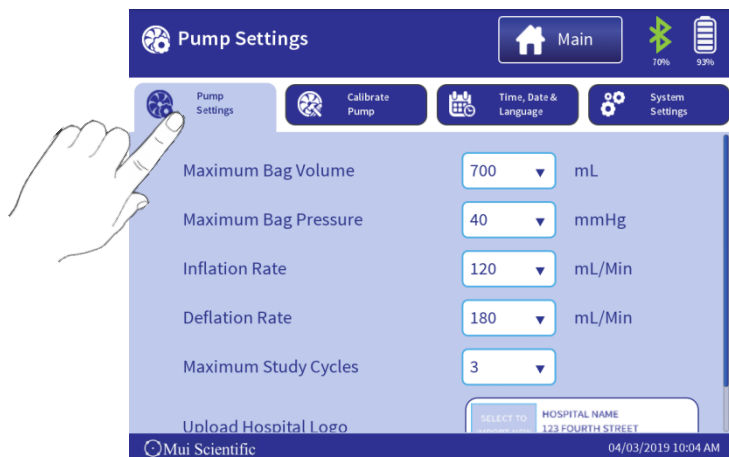 Pump Settings
Main
70%
93%
Pump Settings
Calibrate Pump
Time, Date & Language
System Settings
Maximum Bag Volume 700 mL
Maximum Bag Pressure 40 mmHg
Inflation Rate 120 mL/Min
Deflation Rate 180 mL/Min
Maximum Study Cycles 3
Upload Hospital Logo
SELECT TO
HOSPITAL NAME
123 FOURTH STREET
Mui Scientific
04/03/2019 10:04 AM